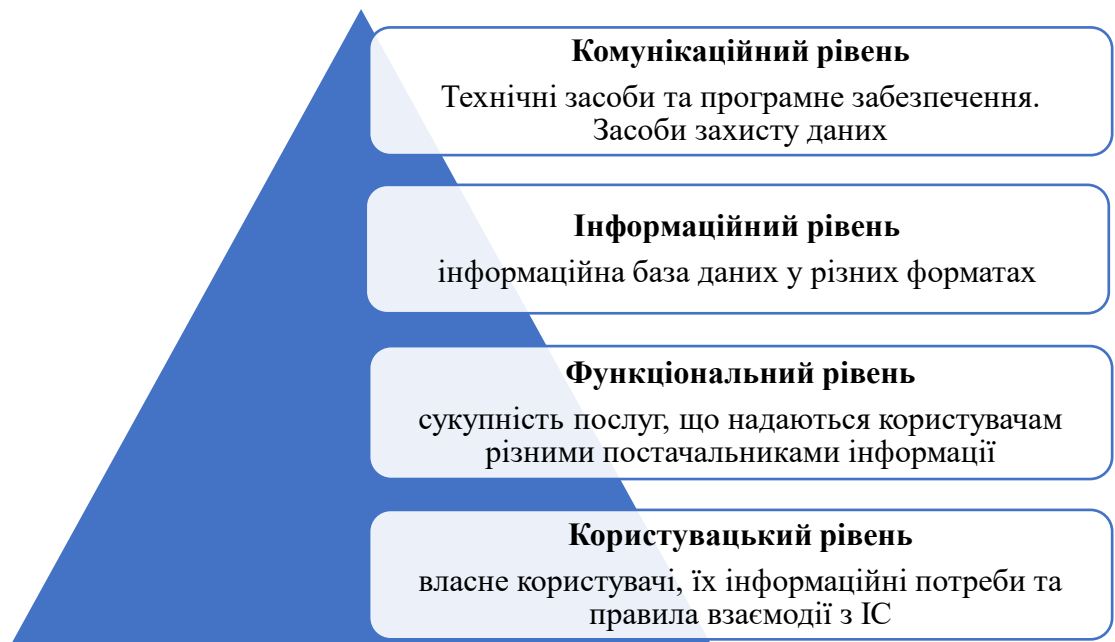 Комунікаційний рівень
Технічні засоби та програмне забезпечення.
Засоби захисту даних
Інформаційний рівень
інформаційна база даних у різних форматах
Функціональний рівень
сукупність послуг, що надаються користувачам
різними постачальниками інформації
Користувацький рівень
власне користувачі, їх інформаційні потреби та
правила взаємодії з ІС